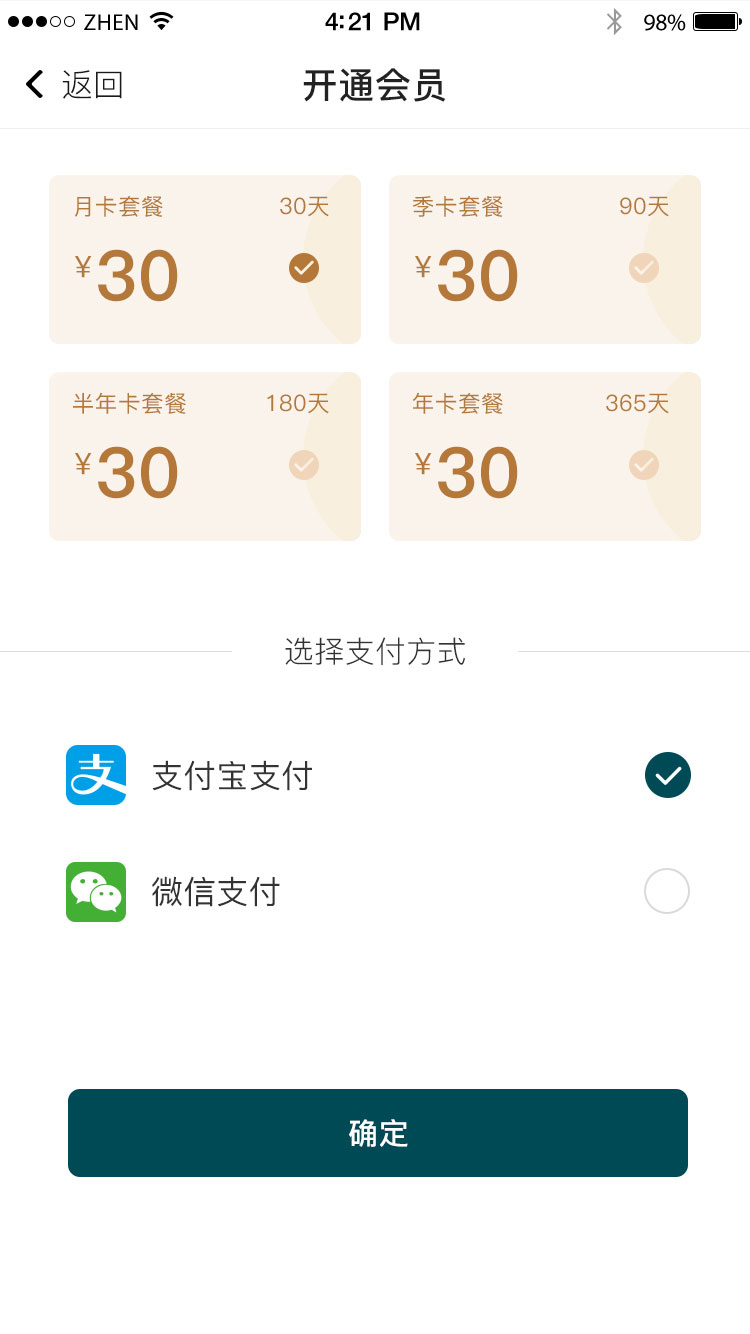 ZHEN 4:21 PM 98%
返回 开通会员
月卡套餐 30天
¥30
季卡套餐 90天
¥30
半年卡套餐 180天
¥30
年卡套餐 365天
¥30
选择支付方式
支 支付宝支付
微信支付
确定